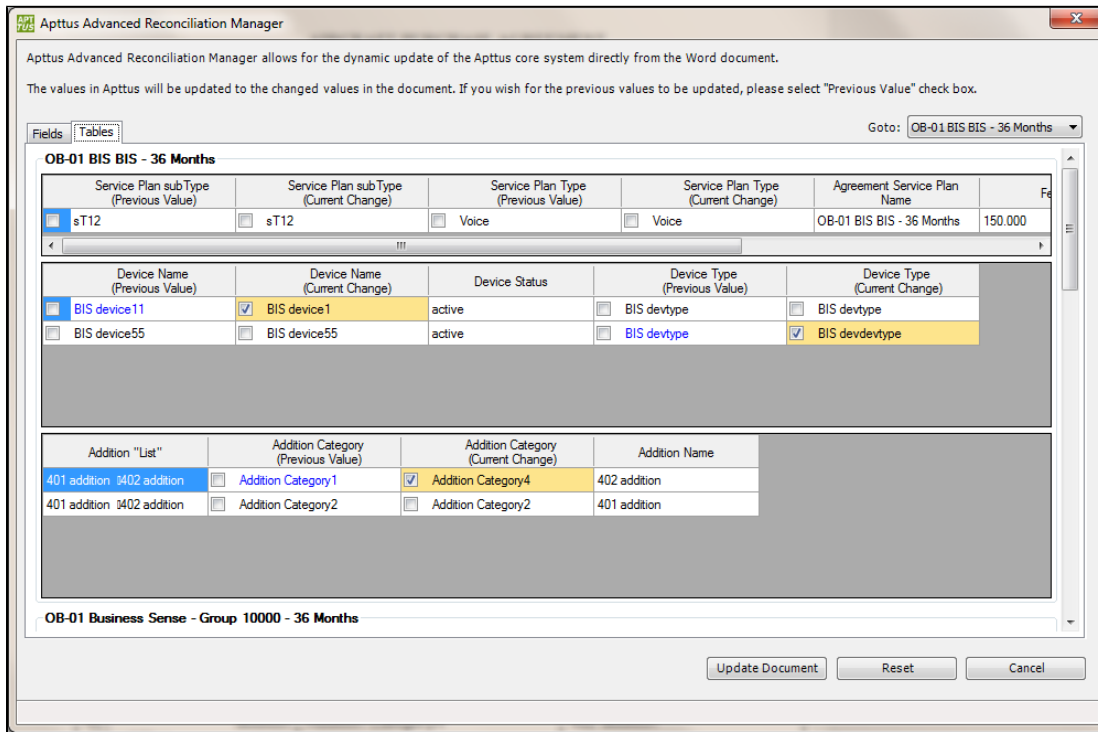 APT TUS Apttus Advanced Reconciliation Manager
Apttus Advanced Reconciliation Manager allows for the dynamic update of the Apttus core system directly from the Word document.
The values in Apttus will be updated to the changed values in the document. If you wish for the previous values to be updated, please select "Previous Value" check box.
Fields Tables Goto: OB-01 BIS BIS - 36 Months
OB-01 BIS BIS - 36 Months
Service Plan subType (Previous Value) Service Plan subType (Current Change) Service Plan Type (Previous Value) Service Plan Type (Current Change) Agreement Service Plan Name Fe
sT12 sT12 Voice Voice OB-01 BIS BIS - 36 Months 150.000
Device Name (Previous Value) Device Name (Current Change) Device Status Device Type (Previous Value) Device Type (Current Change)
BIS device11 BIS device1 active BIS devtype BIS devtype
BIS device55 BIS device55 active BIS devtype BIS devdevtype
Addition "List" Addition Category (Previous Value) Addition Category (Current Change) Addition Name
401 addition 402 addition Addition Category1 Addition Category4 402 addition
401 addition 402 addition Addition Category2 Addition Category2 401 addition
OB-01 Business Sense - Group 10000 - 36 Months
Update Document Reset Cancel